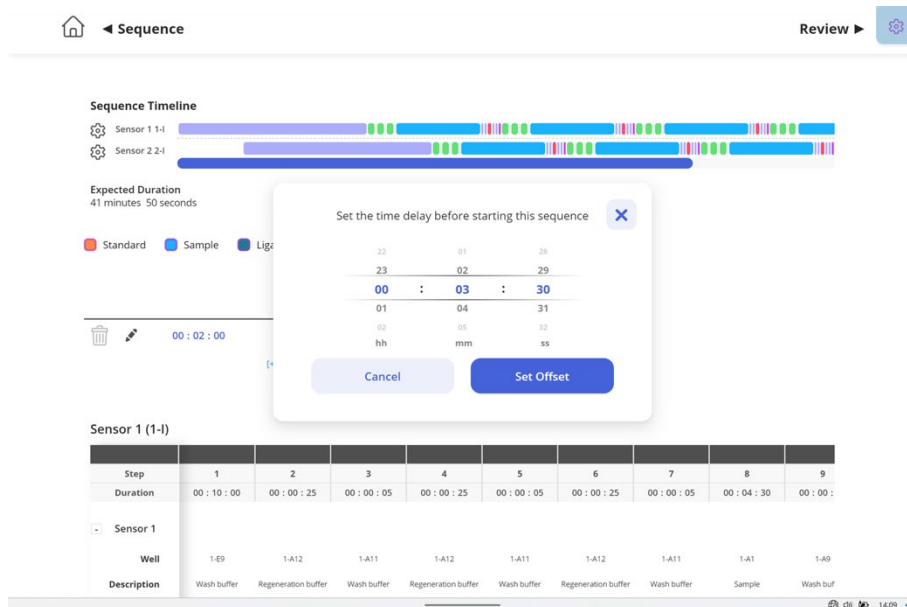 ◄ Sequence
Review ►
Sequence Timeline
Sensor 1 1-I
Sensor 2 2-I
Expected Duration
41 minutes 50 seconds
Set the time delay before starting this sequence
Standard Sample
22 01 28
23 02 29
00 : 03 : 30
01 04 31
02 05 32
hh mm ss
00 : 02 : 00
Cancel Set Offset
Sensor 1 (1-I)
Step 1 2 3 4 5 6 7 8 9
Duration 00 : 10 : 00 00 : 00 : 25 00 : 00 : 05 00 : 00 : 25 00 : 00 : 05 00 : 00 : 25 00 : 00 : 05 00 : 04 : 30 00 : 00 :
- Sensor 1
Well 1-E9 1-A12 1-A11 1-A12 1-A11 1-A12 1-A11 1-A1 1-A9
Description Wash buffer Regeneration buffer Wash buffer Regeneration buffer Wash buffer Regeneration buffer Wash buffer Sample Wash buf
14:09